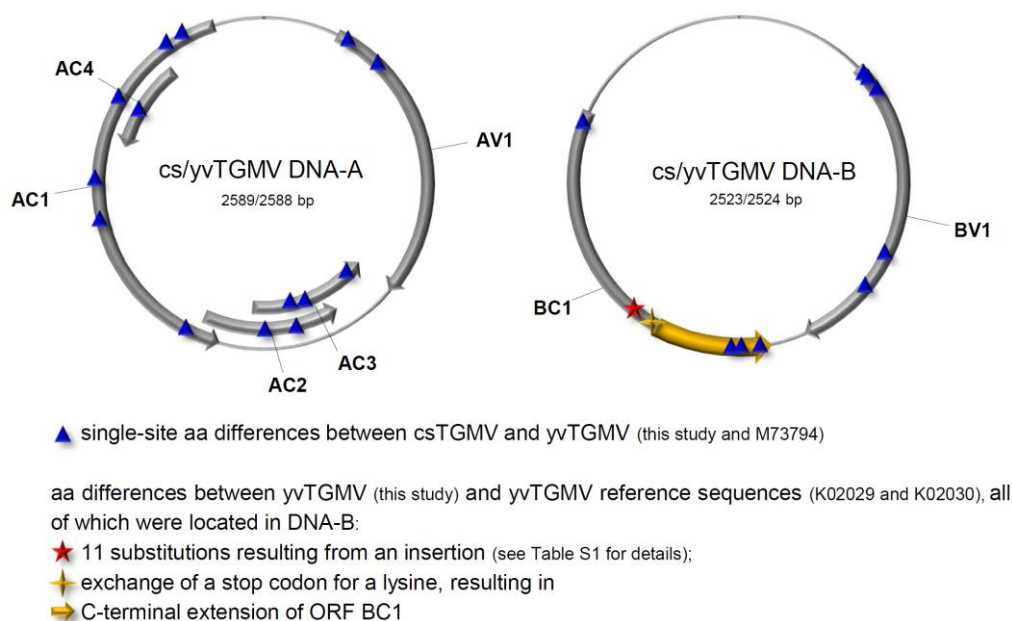 AC4
cs/yvTGMV DNA-A
2589/2588 bp
AV1
AC1
AC3
AC2
cs/yvTGMV DNA-B
2523/2524 bp
BV1
BC1
single-site aa differences between csTGMV and yvTGMV (this study and M73794)
aa differences between yvTGMV (this study) and yvTGMV reference sequences (K02029 and K02030), all
of which were located in DNA-B:
11 substitutions resulting from an insertion (see Table S1 for details);
exchange of a stop codon for a lysine, resulting in
C-terminal extension of ORF BC1